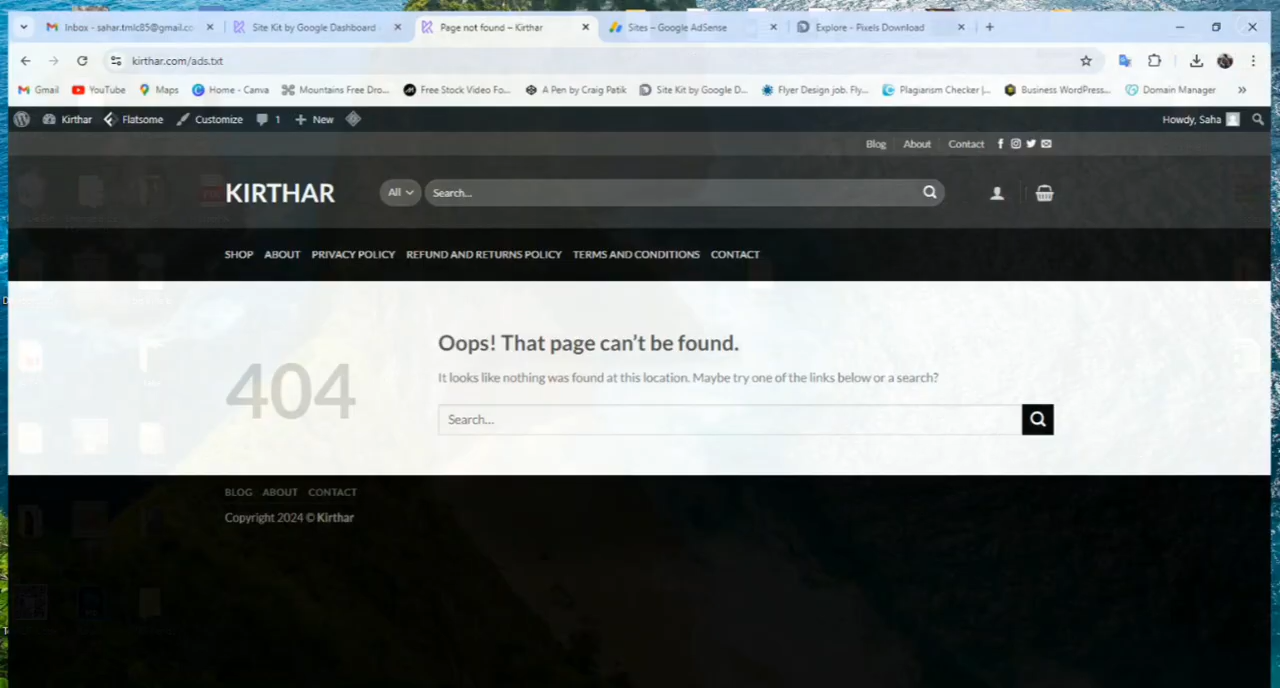 Inbox - sahar.tmlc85@gmail.co
Site Kit by Google Dashboard
Page not found – Kirthar
Sites – Google AdSense
Explore - Pixels Download
kirthar.com/ads.txt
Gmail
YouTube
Maps
Home - Canva
Mountains Free Dro...
Free Stock Video Fo...
A Pen by Craig Patik
Site Kit by Google D...
Flyer Design job. Fly...
Plagiarism Checker |...
Business WordPress...
Domain Manager
Kirthar
Flatsome
Customize
1
New
Howdy, Saha
Blog
About
Contact
KIRTHAR
All
Search...
SHOP
ABOUT
PRIVACY POLICY
REFUND AND RETURNS POLICY
TERMS AND CONDITIONS
CONTACT
404
Oops! That page can't be found.
It looks like nothing was found at this location. Maybe try one of the links below or a search?
Search...
BLOG
ABOUT
CONTACT
Copyright 2024 © Kirthar